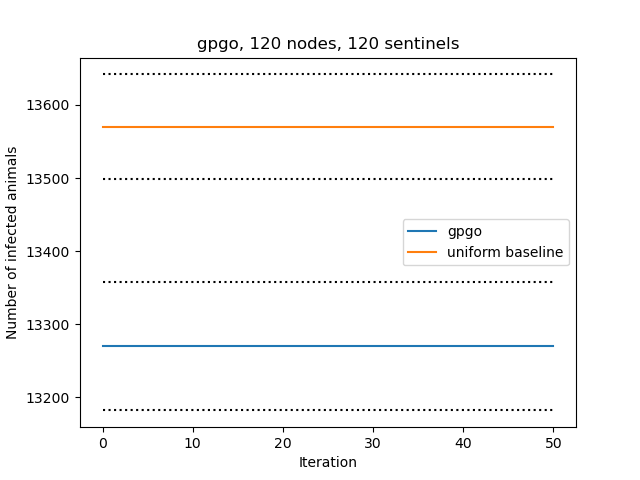 gpgo, 120 nodes, 120 sentinels
Number of infected animals
13600
13500
13400
13300
13200
gpgo
uniform baseline
0 10 20 30 40 50
Iteration